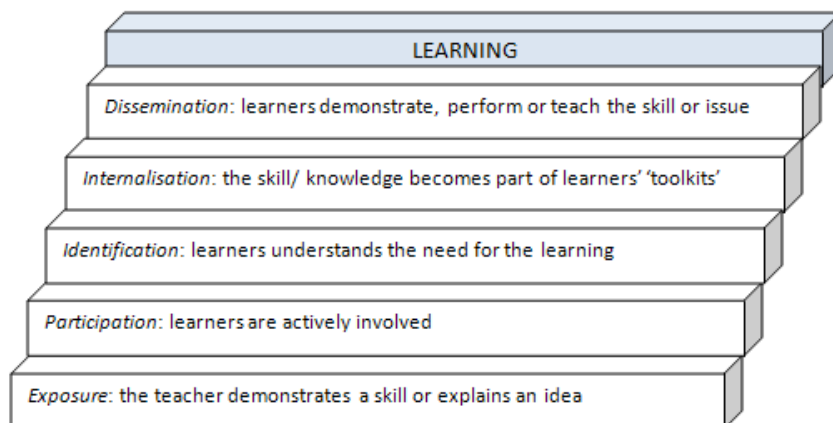 LEARNING
Dissemination: learners demonstrate, perform or teach the skill or issue
Internalisation: the skill/ knowledge becomes part of learners' 'toolkits'
Identification: learners understands the need for the learning
Participation: learners are actively involved
Exposure: the teacher demonstrates a skill or explains an idea